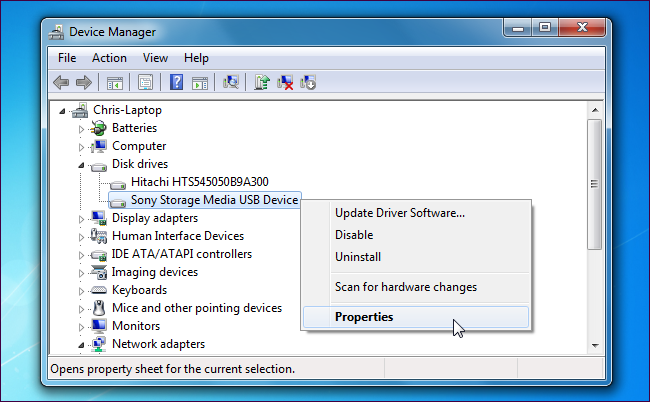 Device Manager
File Action View Help
Chris-Laptop
Batteries
Computer
Disk drives
Hitachi HTS545050B9A300
Sony Storage Media USB Device
Update Driver Software...
Display adapters
Disable
Human Interface Devices
Uninstall
IDE ATA/ATAPI controllers
Imaging devices
Scan for hardware changes
Keyboards
Mice and other pointing devices
Properties
Monitors
Network adapters
Opens property sheet for the current selection.